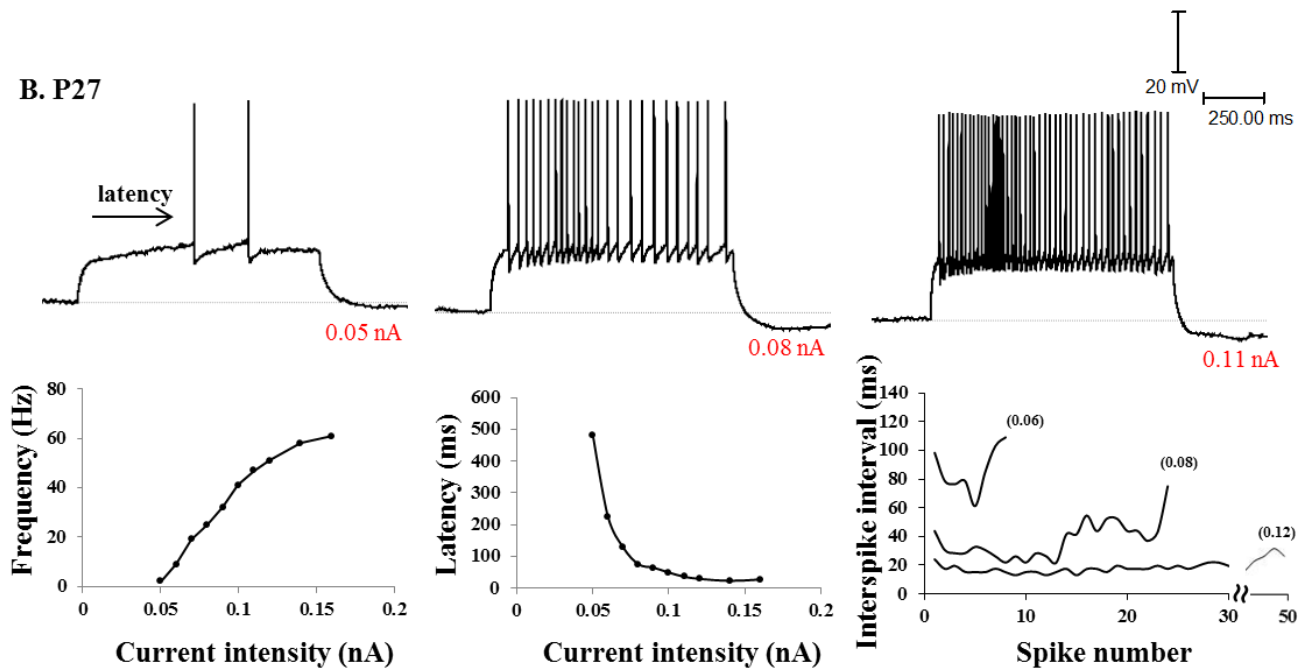 20 mV
250.00 ms
B. P27
latency
0.05 nA
0.08 nA
0.11 nA
Frequency (Hz)
80
60
40
20
0
0
0.05
0.1
0.15
0.2
Current intensity (nA)
Latency (ms)
600
500
400
300
200
100
0
0
0.05
0.1
0.15
0.2
Current intensity (nA)
Interspike interval (ms)
140
120
100
80
60
40
20
0
(0.06)
(0.08)
(0.12)
0
10
20
30
50
Spike number